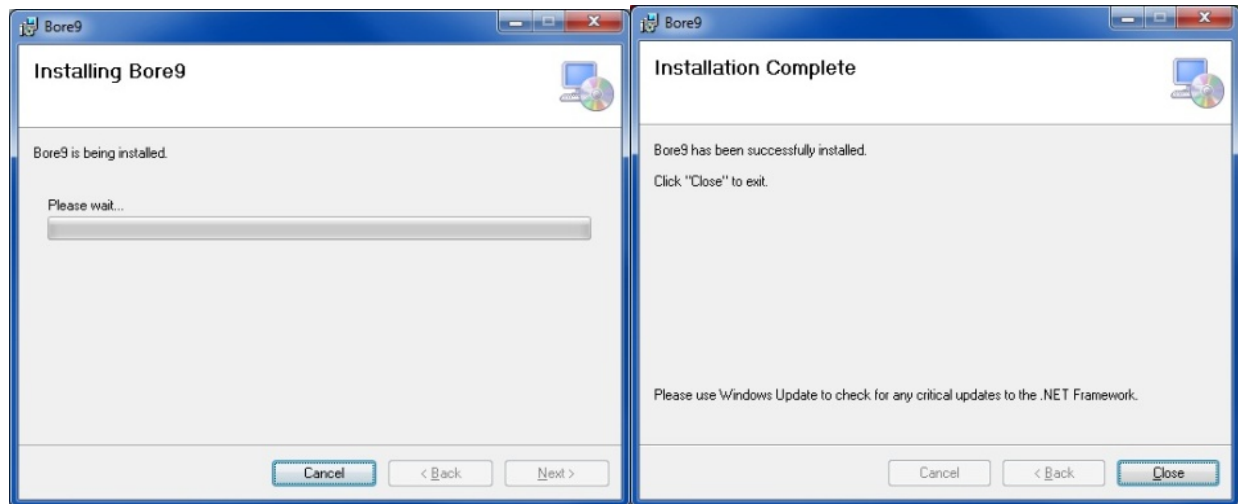 Bore9
Installing Bore9
Bore9 is being installed.
Please wait...
Cancel
< Back
Next >
Bore9
Installation Complete
Bore9 has been successfully installed.
Click "Close" to exit.
Please use Windows Update to check for any critical updates to the .NET Framework.
Cancel
< Back
Close